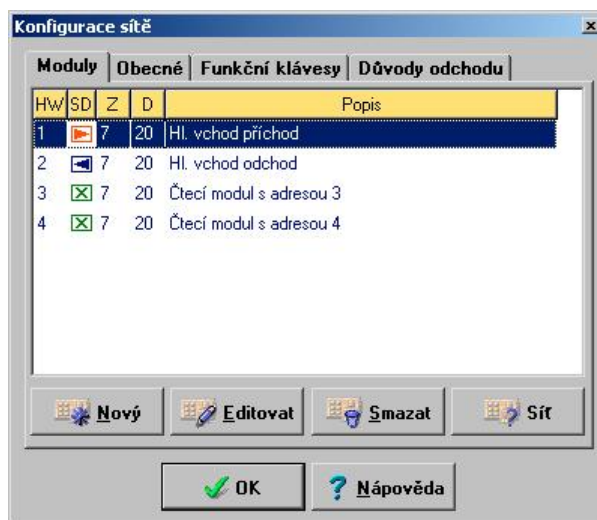 Konfigurace sítě
Moduly Obecné Funkční klávesy Důvody odchodu
HW SD Z D Popis
1 7 20 Hl. vchod příchod
2 7 20 Hl. vchod odchod
3 7 20 Čtecí modul s adresou 3
4 7 20 Čtecí modul s adresou 4
Nový Editovat Smazat Síť
OK Nápověda